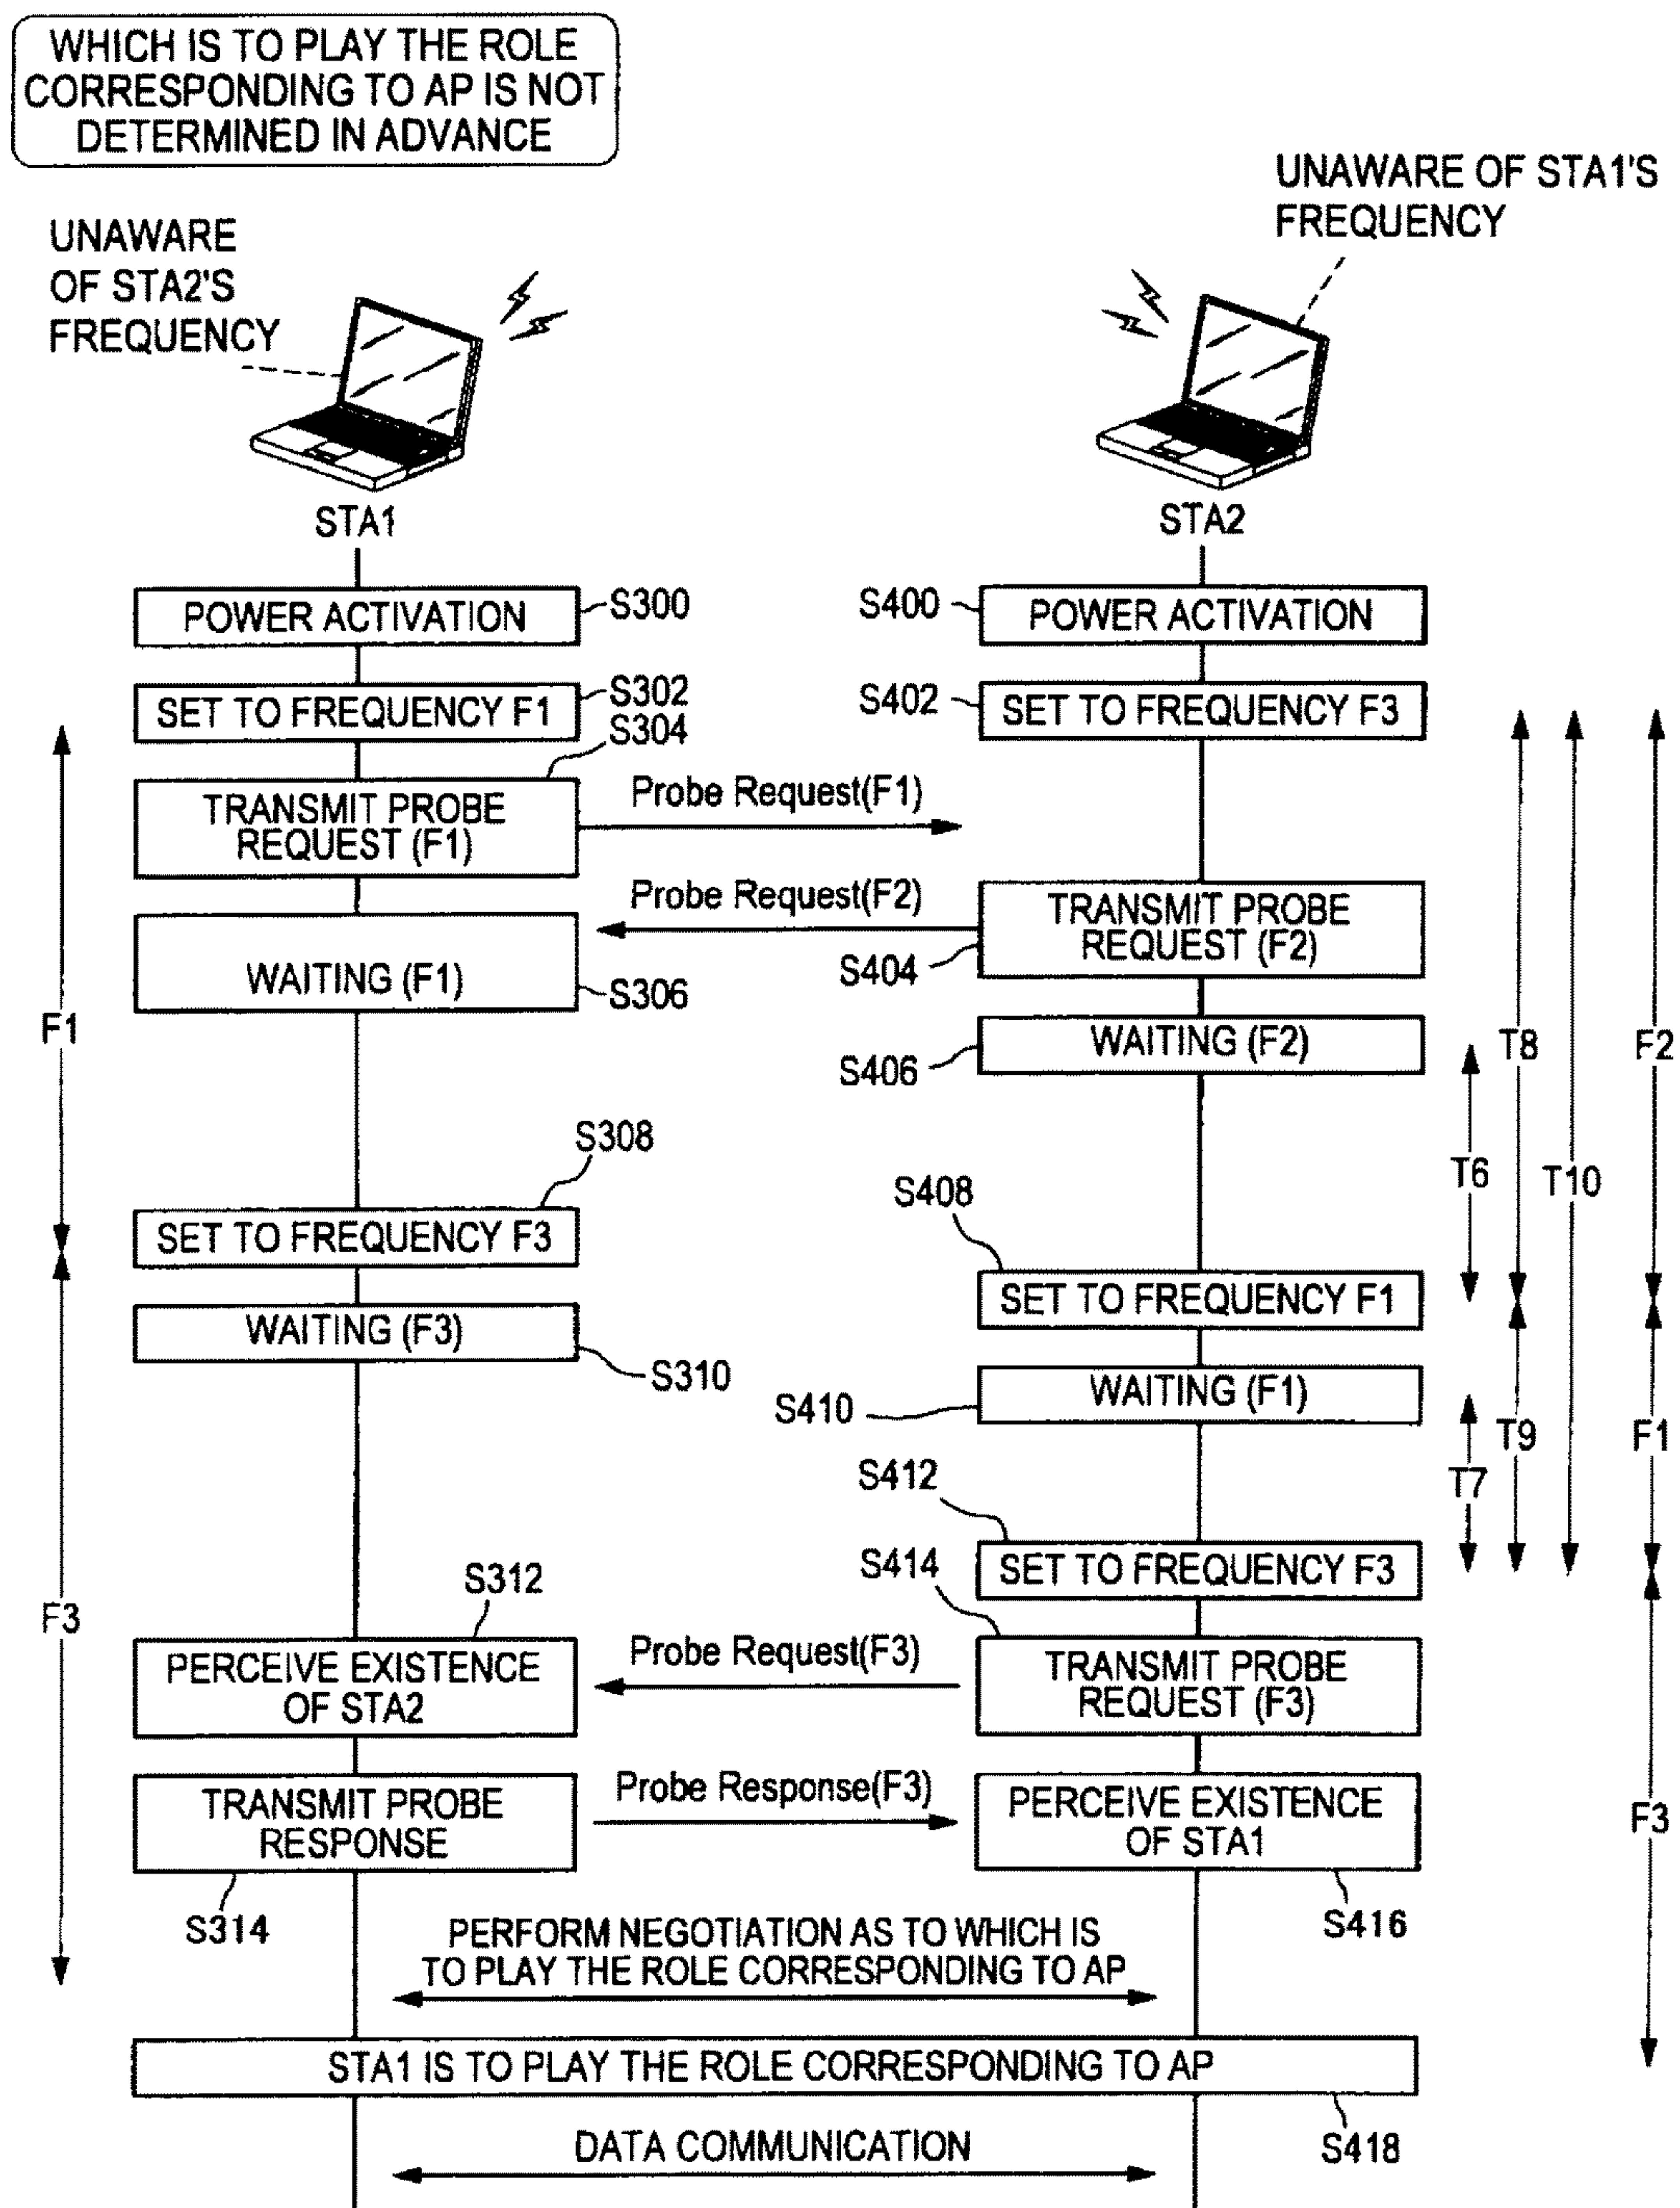 WHICH IS TO PLAY THE ROLE
CORRESPONDING TO AP IS NOT
DETERMINED IN ADVANCE
UNAWARE OF STA1'S
FREQUENCY
UNAWARE
OF STA2'S
FREQUENCY
STA1
STA2
POWER ACTIVATION
S300
S400
POWER ACTIVATION
SET TO FREQUENCY F1
S302
S402
SET TO FREQUENCY F3
S304
TRANSMIT PROBE
REQUEST (F1)
Probe Request(F1)
Probe Request(F2)
TRANSMIT PROBE
REQUEST (F2)
S404
WAITING (F1)
S306
F1
WAITING (F2)
S406
T8
F2
S308
T6
T10
S408
SET TO FREQUENCY F3
SET TO FREQUENCY F1
WAITING (F3)
S310
WAITING (F1)
S410
T9
F1
T7
S412
SET TO FREQUENCY F3
S414
S312
F3
PERCEIVE EXISTENCE
OF STA2
Probe Request(F3)
TRANSMIT PROBE
REQUEST (F3)
TRANSMIT PROBE
RESPONSE
Probe Response(F3)
PERCEIVE EXISTENCE
OF STA1
F3
S314
S416
PERFORM NEGOTIATION AS TO WHICH IS
TO PLAY THE ROLE CORRESPONDING TO AP
STA1 IS TO PLAY THE ROLE CORRESPONDING TO AP
DATA COMMUNICATION
S418